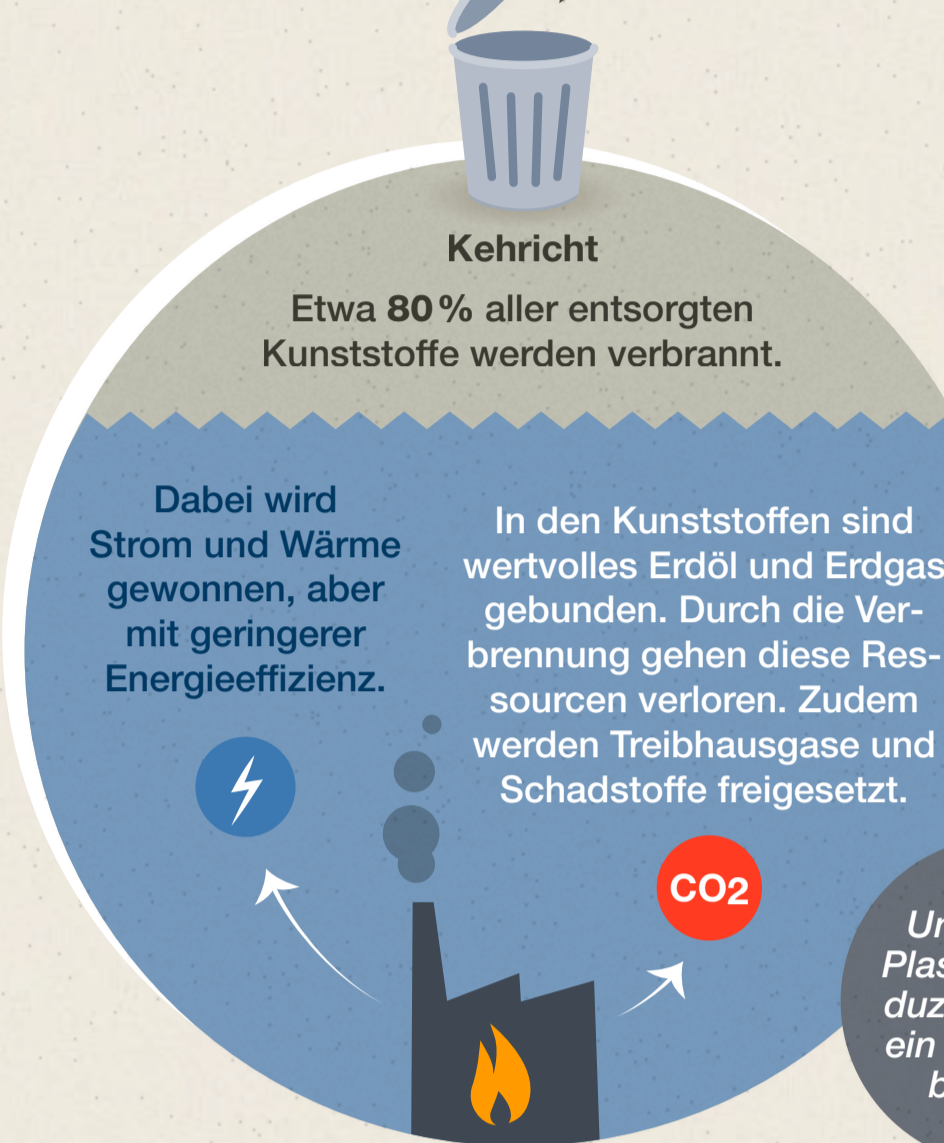 Kehricht
Etwa 80 % aller entsorgten
Kunststoffe werden verbrannt.
Dabei wird
Strom und Wärme
gewonnen, aber
mit geringerer
Energieeffizienz.
In den Kunststoffen sind
wertvolles Erdöl und Erdgas
gebunden. Durch die Ver-
brennung gehen diese Res-
sourcen verloren. Zudem
werden Treibhausgase und
Schadstoffe freigesetzt.
CO2
ein